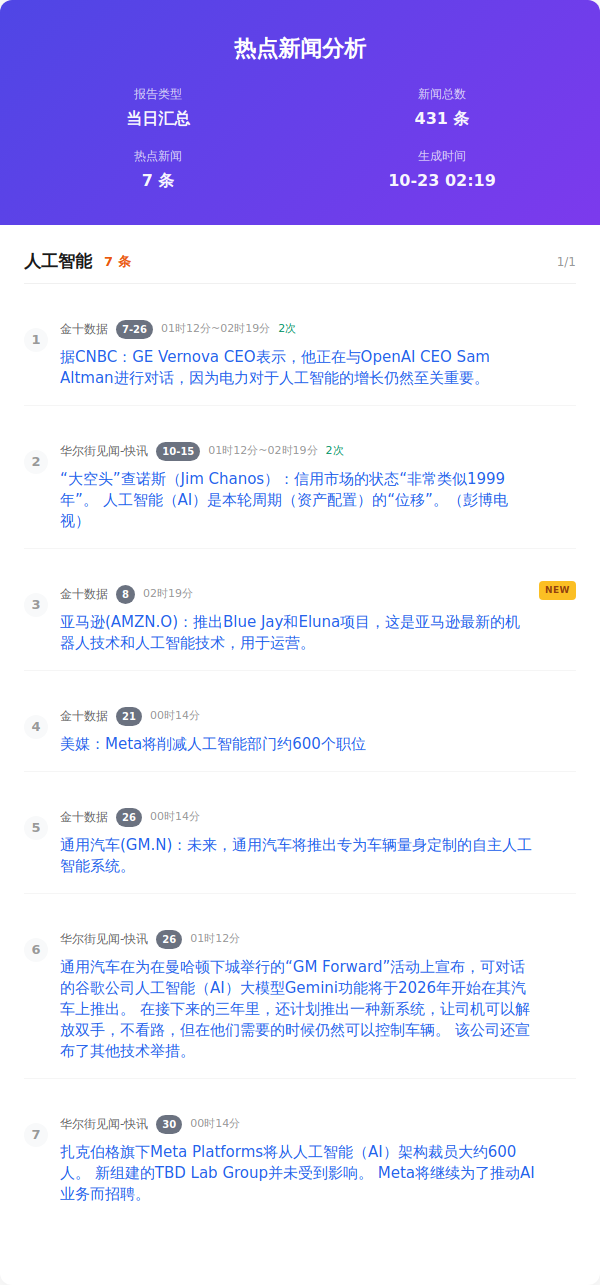 热点新闻分析
报告类型
新闻总数
当日汇总
431 条
热点新闻
生成时间
7 条
10-23 02:19
人工智能 7 条 1/1
1 金十数据 7-26 01时12分~02时19分 2次
据CNBC：GE Vernova CEO表示，他正在与OpenAI CEO Sam
Altman进行对话，因为电力对于人工智能的增长仍然至关重要。
2 华尔街见闻-快讯 10-15 01时12分~02时19分 2次
“大空头”查诺斯（Jim Chanos）：信用市场的状态“非常类似1999
年”。 人工智能（AI）是本轮周期（资产配置）的“位移”。（彭博电
视）
3 金十数据 8 02时19分 NEW
亚马逊(AMZN.O)：推出Blue Jay和Eluna项目，这是亚马逊最新的机
器人技术和人工智能技术，用于运营。
4 金十数据 21 00时14分
美媒：Meta将削减人工智能部门约600个职位
5 金十数据 26 00时14分
通用汽车(GM.N)：未来，通用汽车将推出专为车辆量身定制的自主人工
智能系统。
6 华尔街见闻-快讯 26 01时12分
通用汽车在为在曼哈顿下城举行的“GM Forward”活动上宣布，可对话
的谷歌公司人工智能（AI）大模型Gemini功能将于2026年开始在其汽
车上推出。 在接下来的三年里，还计划推出一种新系统，让司机可以解
放双手，不看路，但在他们需要的时候仍然可以控制车辆。 该公司还宣
布了其他技术举措。
7 华尔街见闻-快讯 30 00时14分
扎克伯格旗下Meta Platforms将从人工智能（AI）架构裁员大约600
人。 新组建的TBD Lab Group并未受到影响。 Meta将继续为了推动AI
业务而招聘。